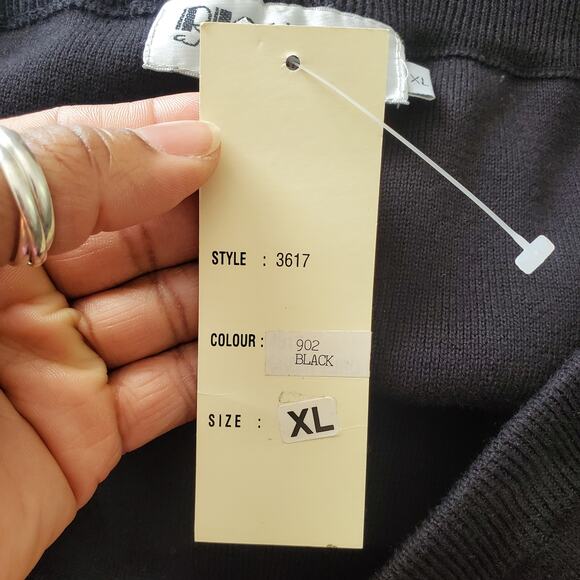 XL
STYLE : 3617
COLOUR : 902
BLACK
SIZE : XL